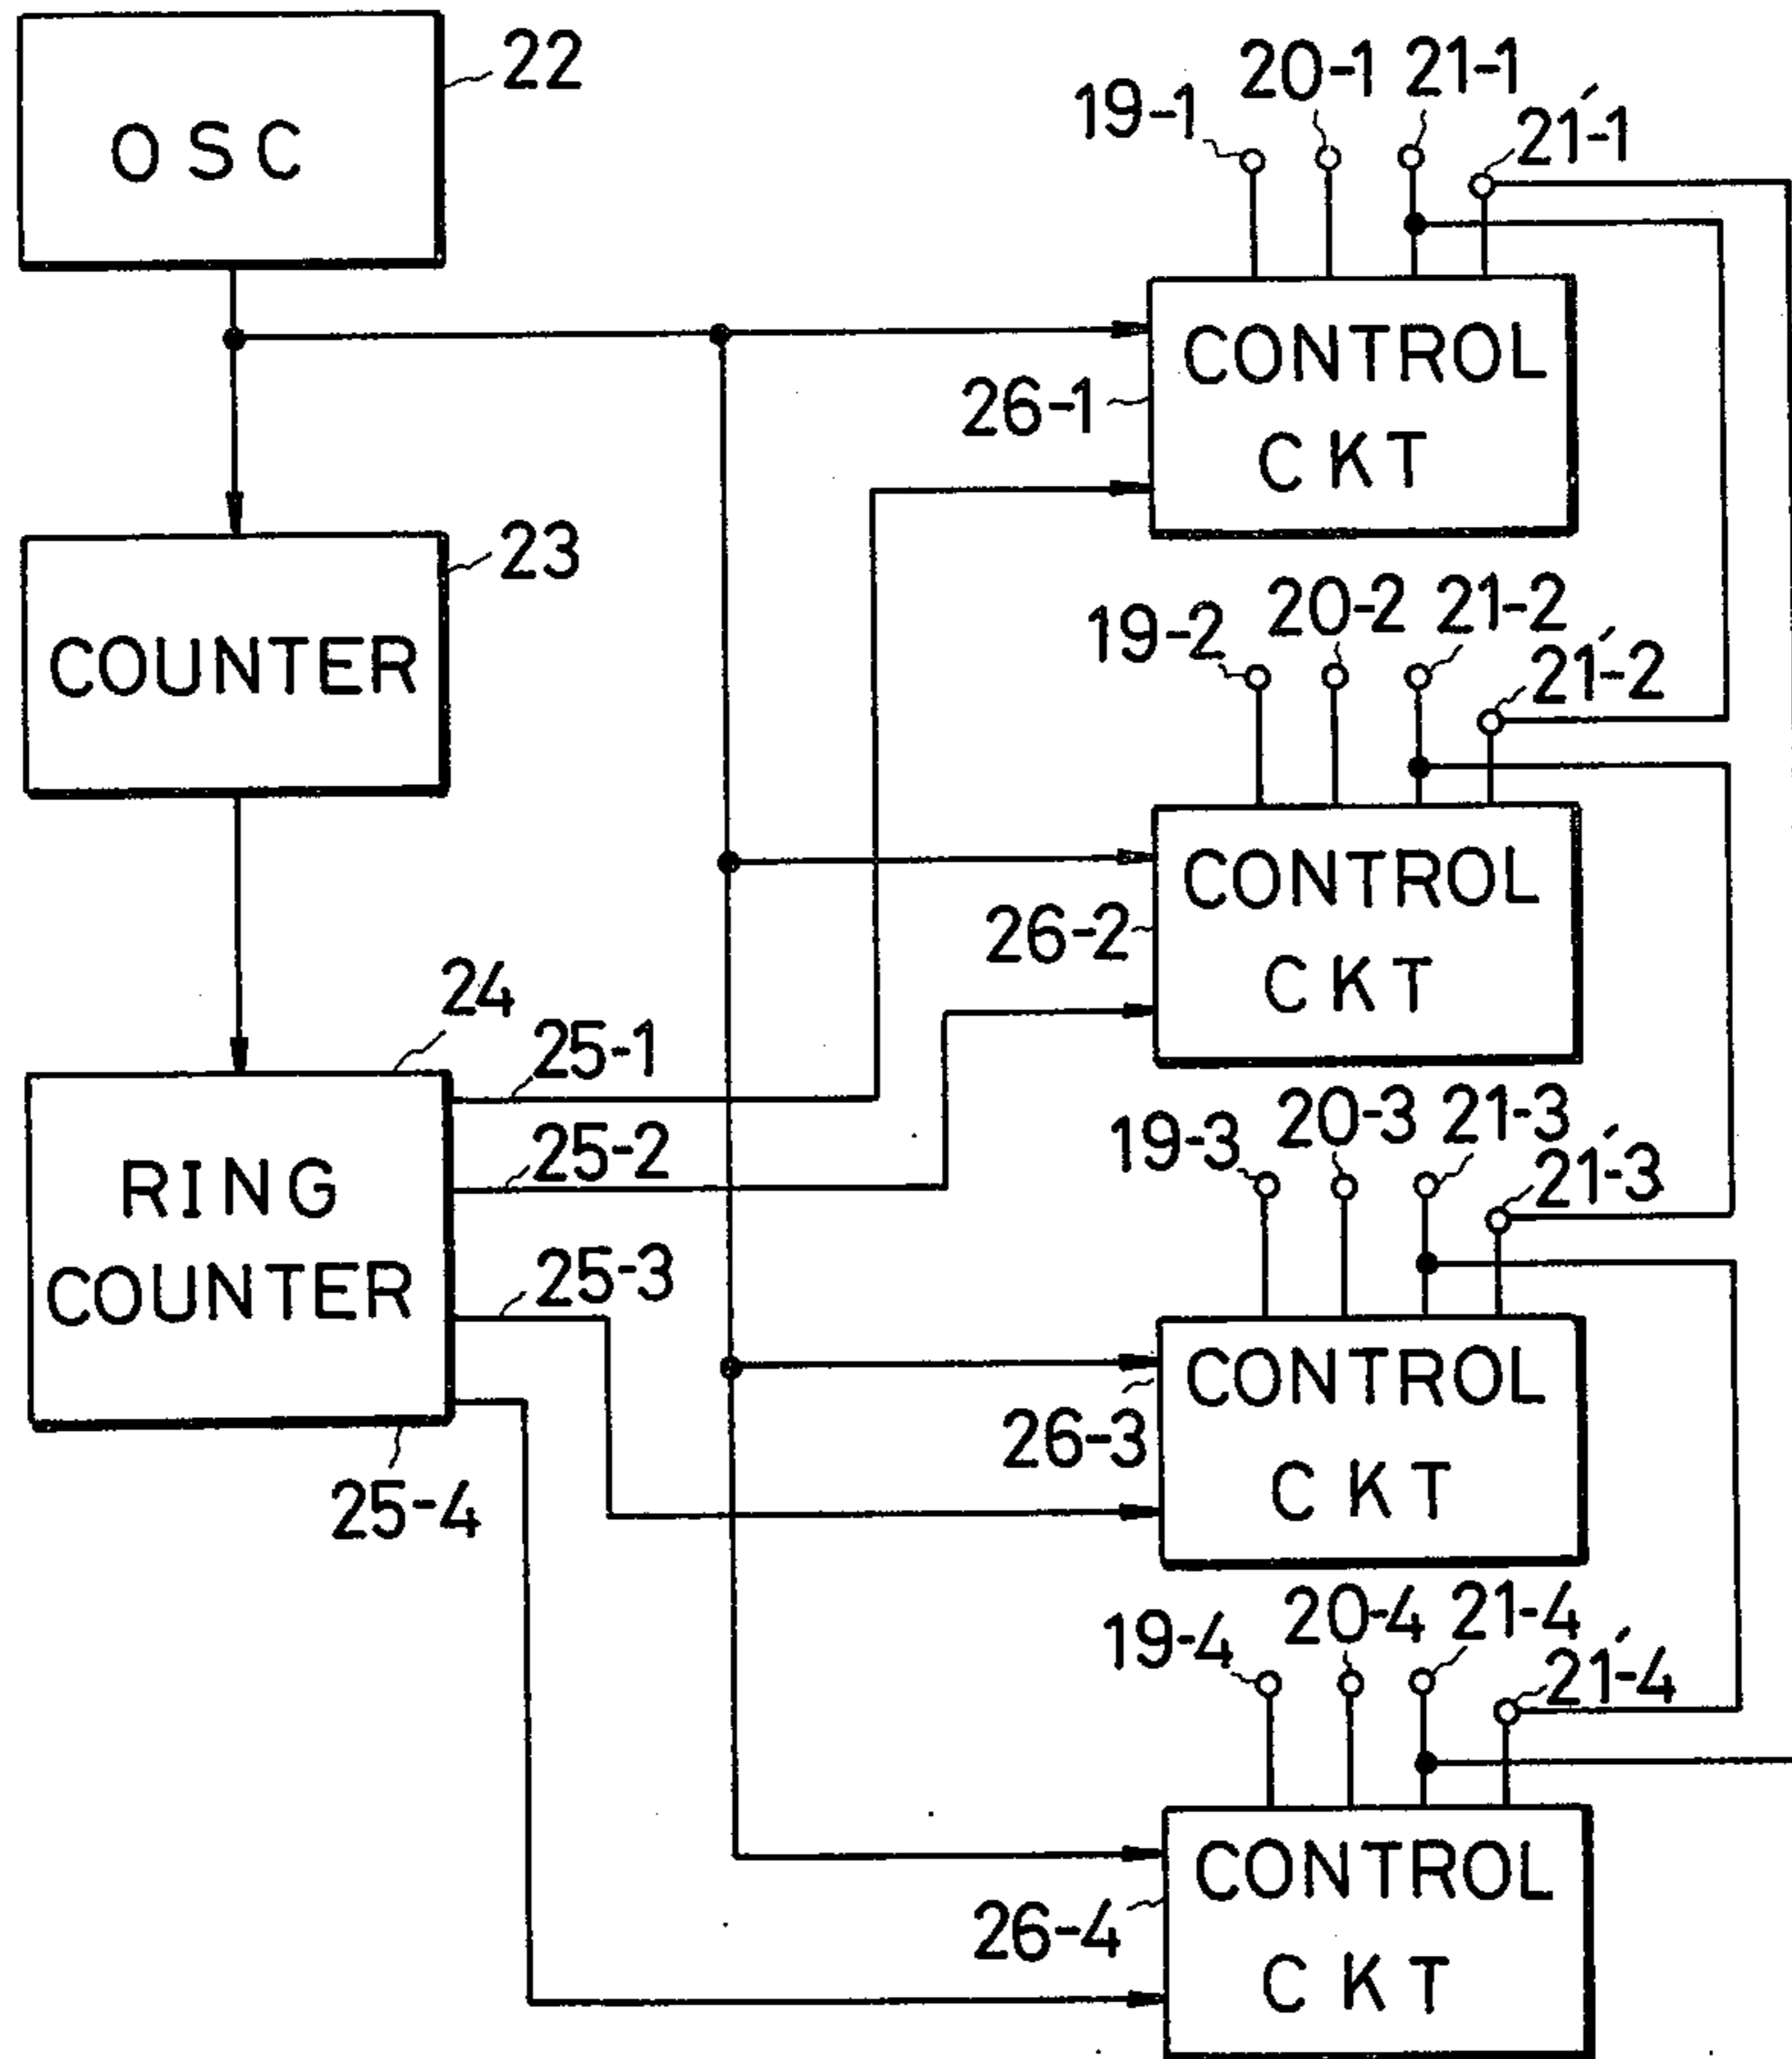 22
OSC
19-1
20-1
21-1
21'-1
CONTROL
CKT
26-1
23
COUNTER
19-2
20-2
21-2
21'-2
CONTROL
CKT
26-2
24
RING
COUNTER
25-1
25-2
25-3
25-4
19-3
20-3
21-3
21'-3
CONTROL
CKT
26-3
19-4
20-4
21-4
21'-4
CONTROL
CKT
26-4